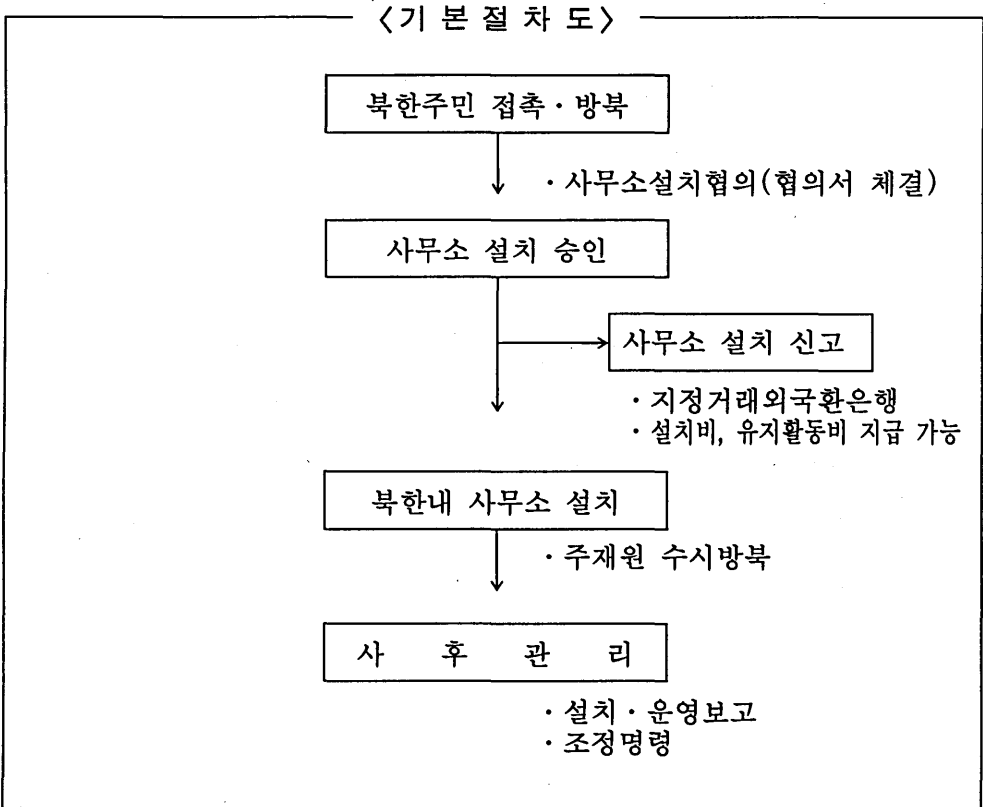 〈기 본 절 차 도〉
북한주민 접촉 · 방북
· 사무소설치협의(협의서 체결)
사무소 설치 승인
사무소 설치 신고
· 지정거래외국환은행
· 설치비, 유지활동비 지급 가능
북한내 사무소 설치
· 주재원 수시방북
사 후 관 리
· 설치 · 운영보고
· 조정명령